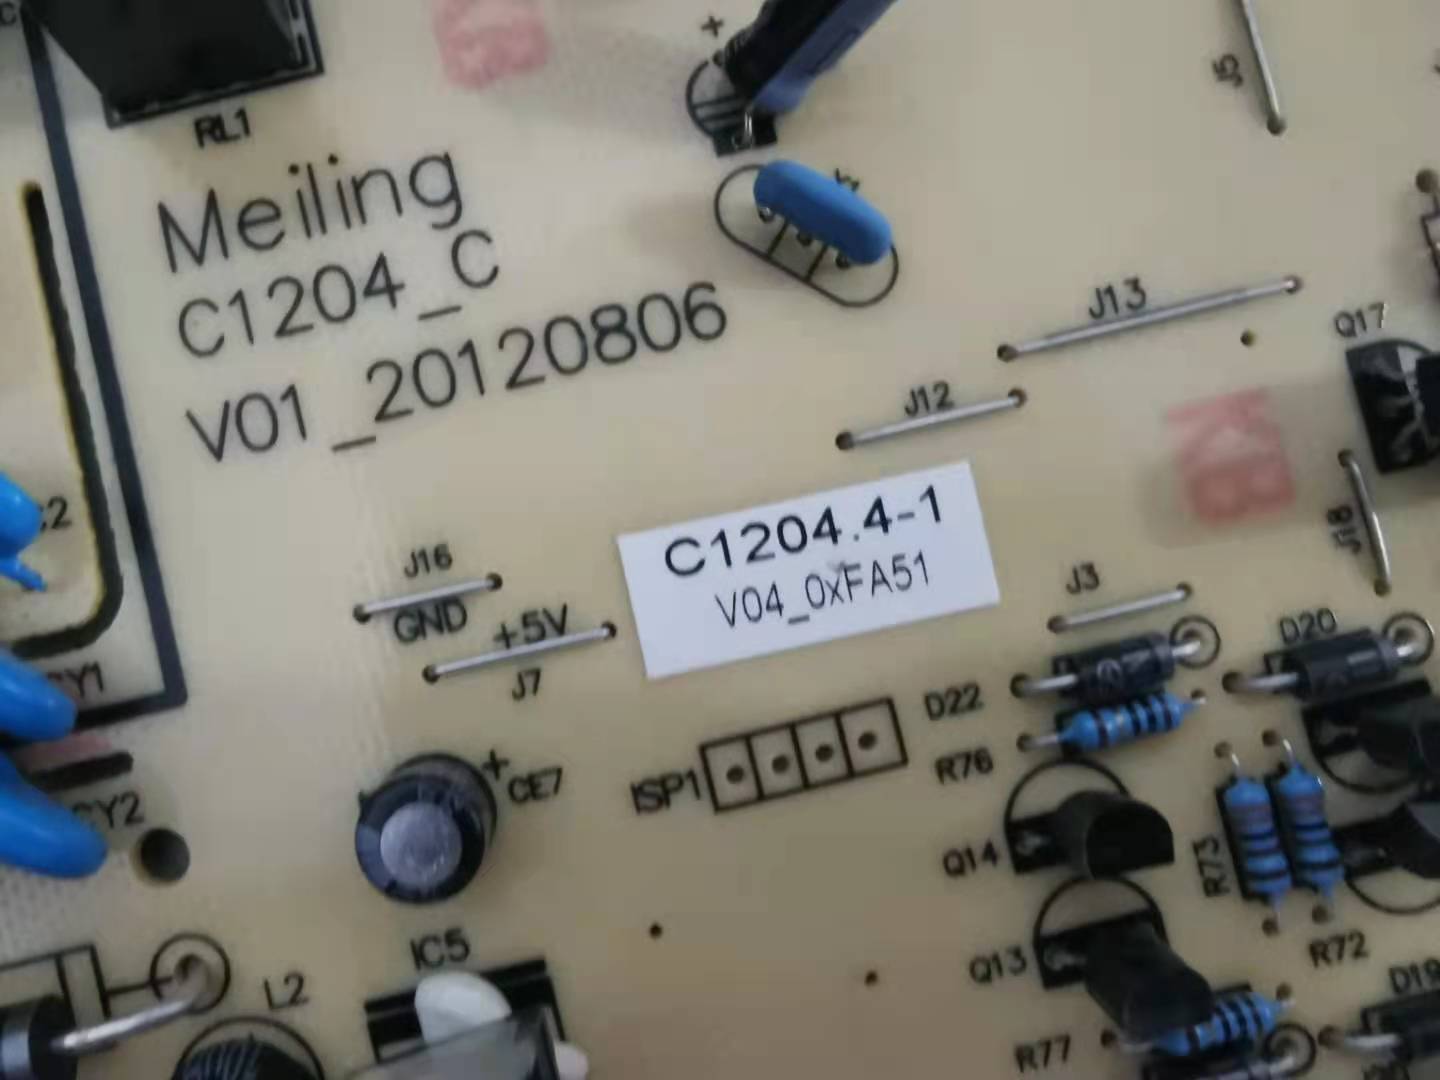 RL1
Meiling
C1204_C
V01_20120806
+
J5
J13
Q17
J12
C1204.4-1
V04_0xFA51
J16
GND
+5V
J7
J3
J18
D20
D22
R76
ISP1
+
CE7
CY2
Q14
R73
IC5
Q13
R72
L2
D19
R77